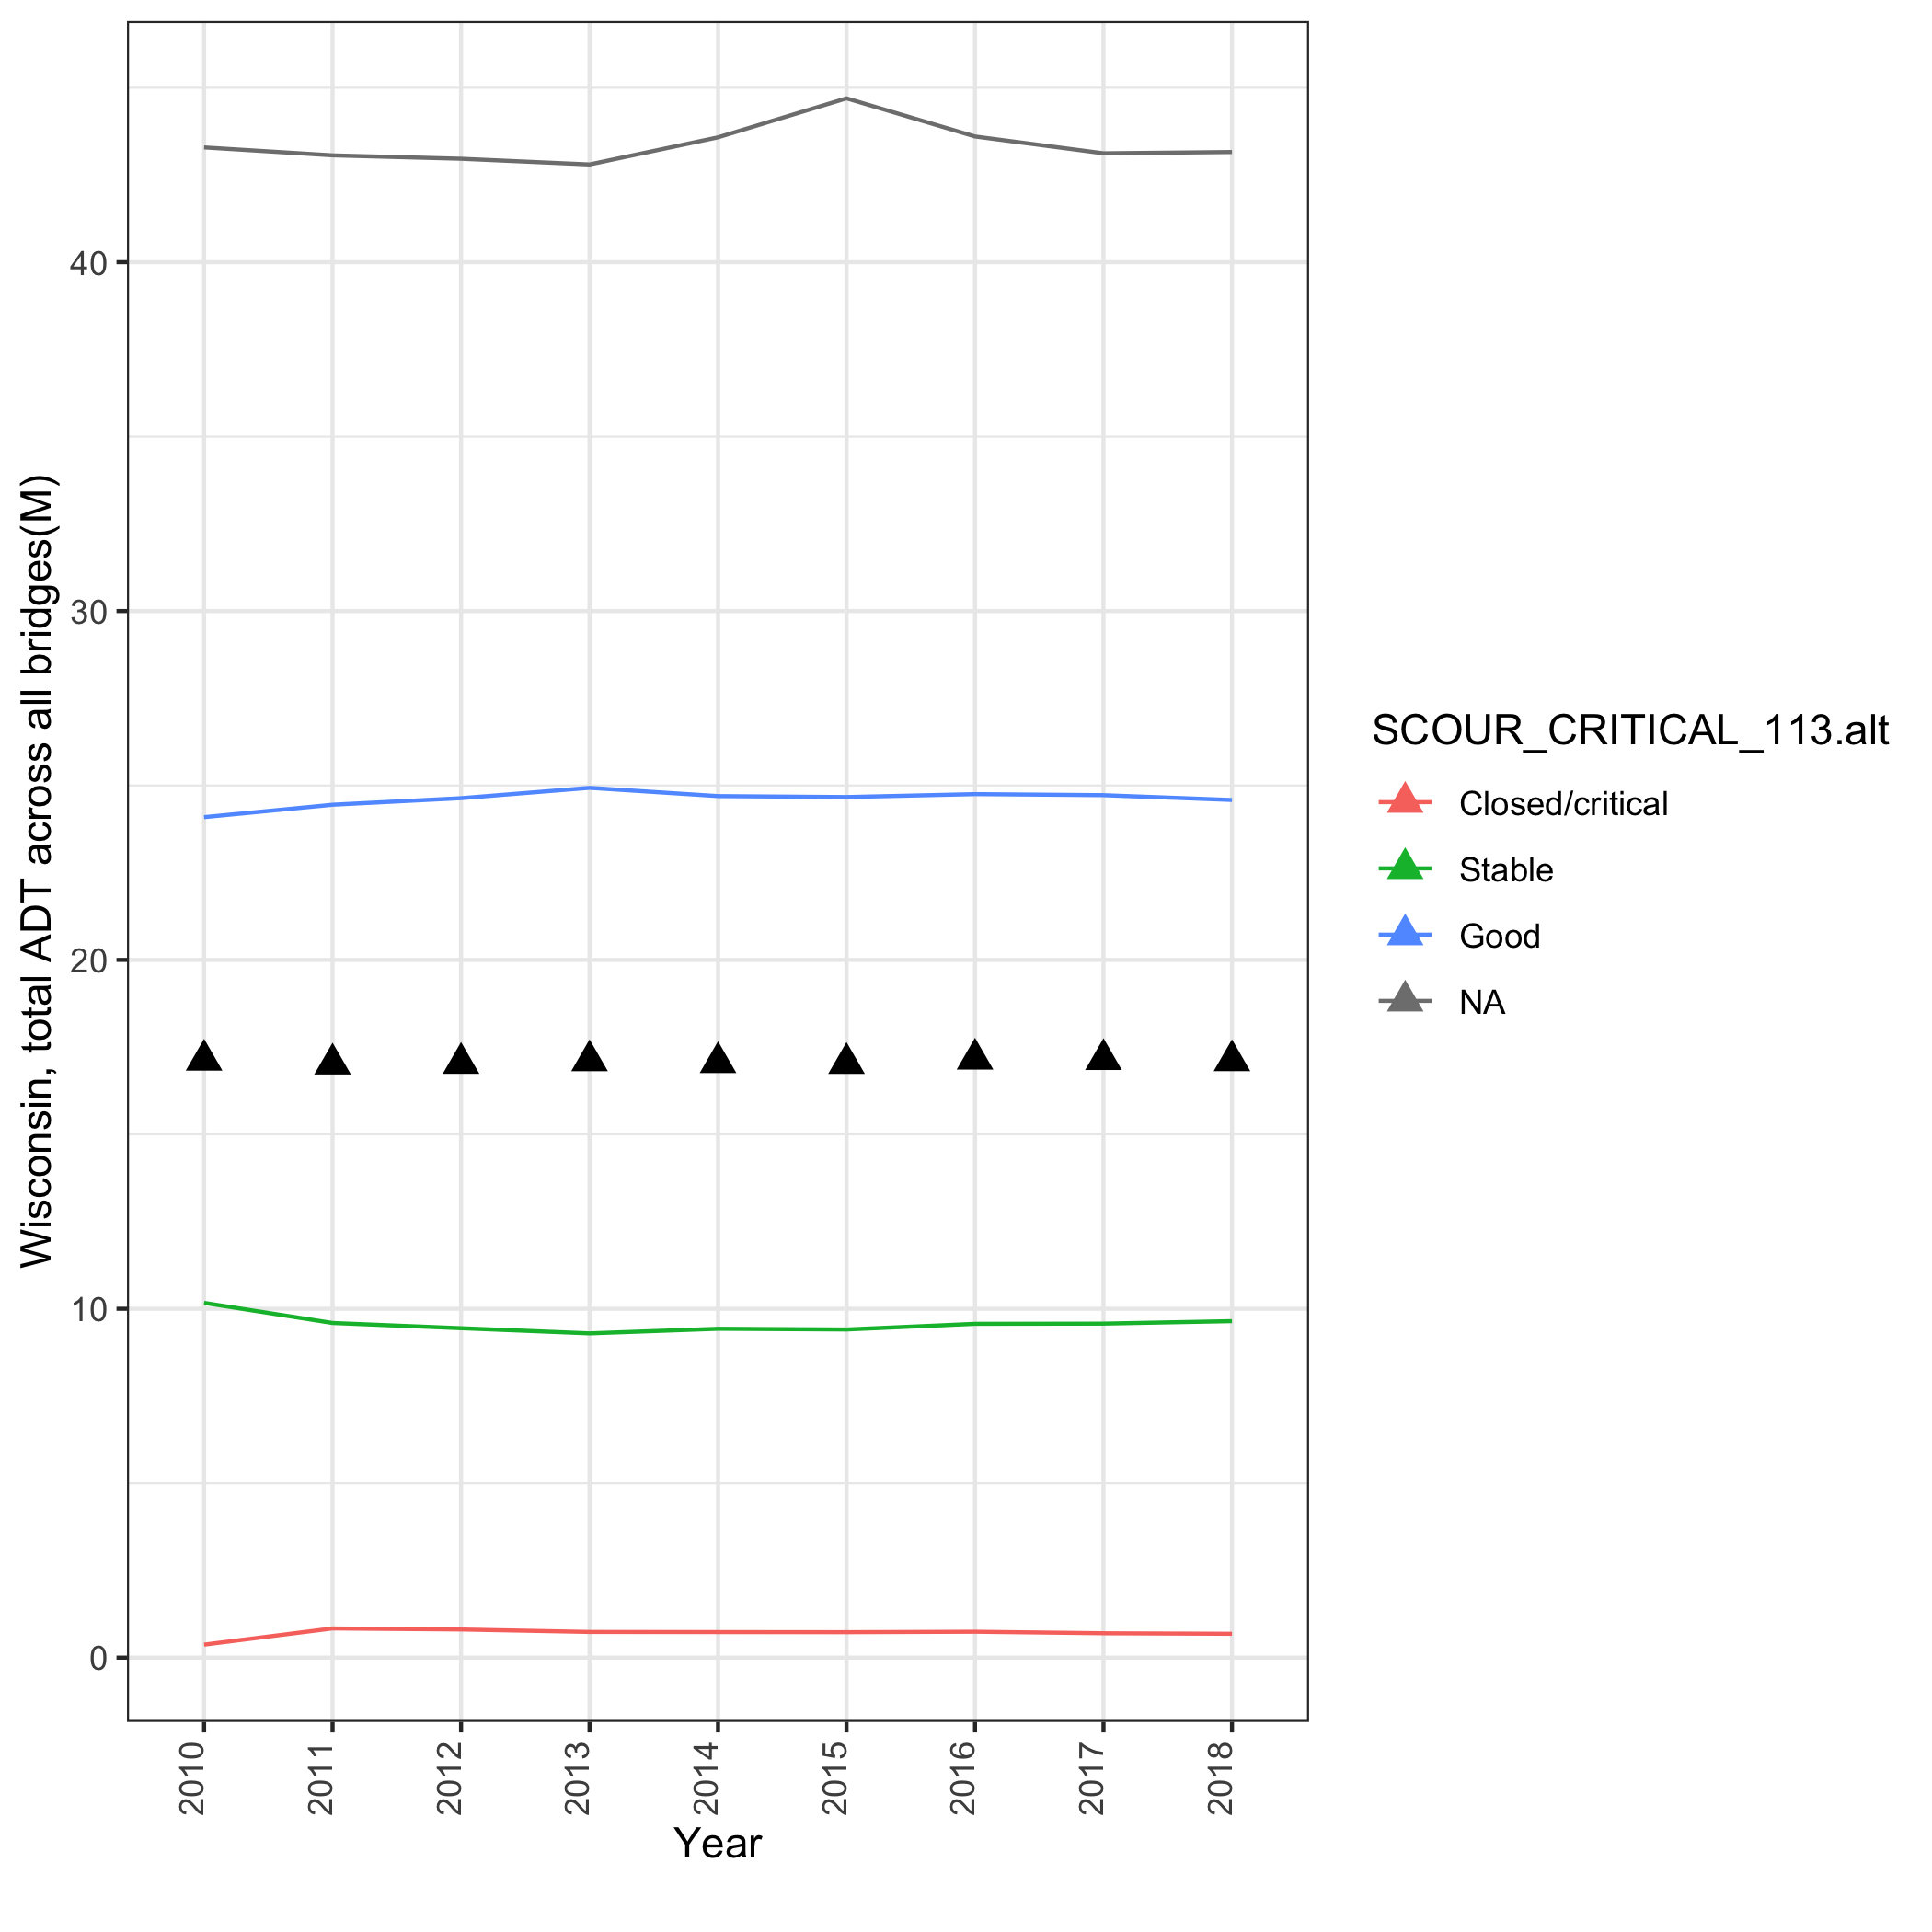 Wisconsin, total ADT across all bridges(M)
40
30
20
10
0
2010
2011
2012
2013
2014
2015
2016
2017
2018
Year
SCOUR_CRITICAL_113.alt
Closed/critical
Stable
Good
NA